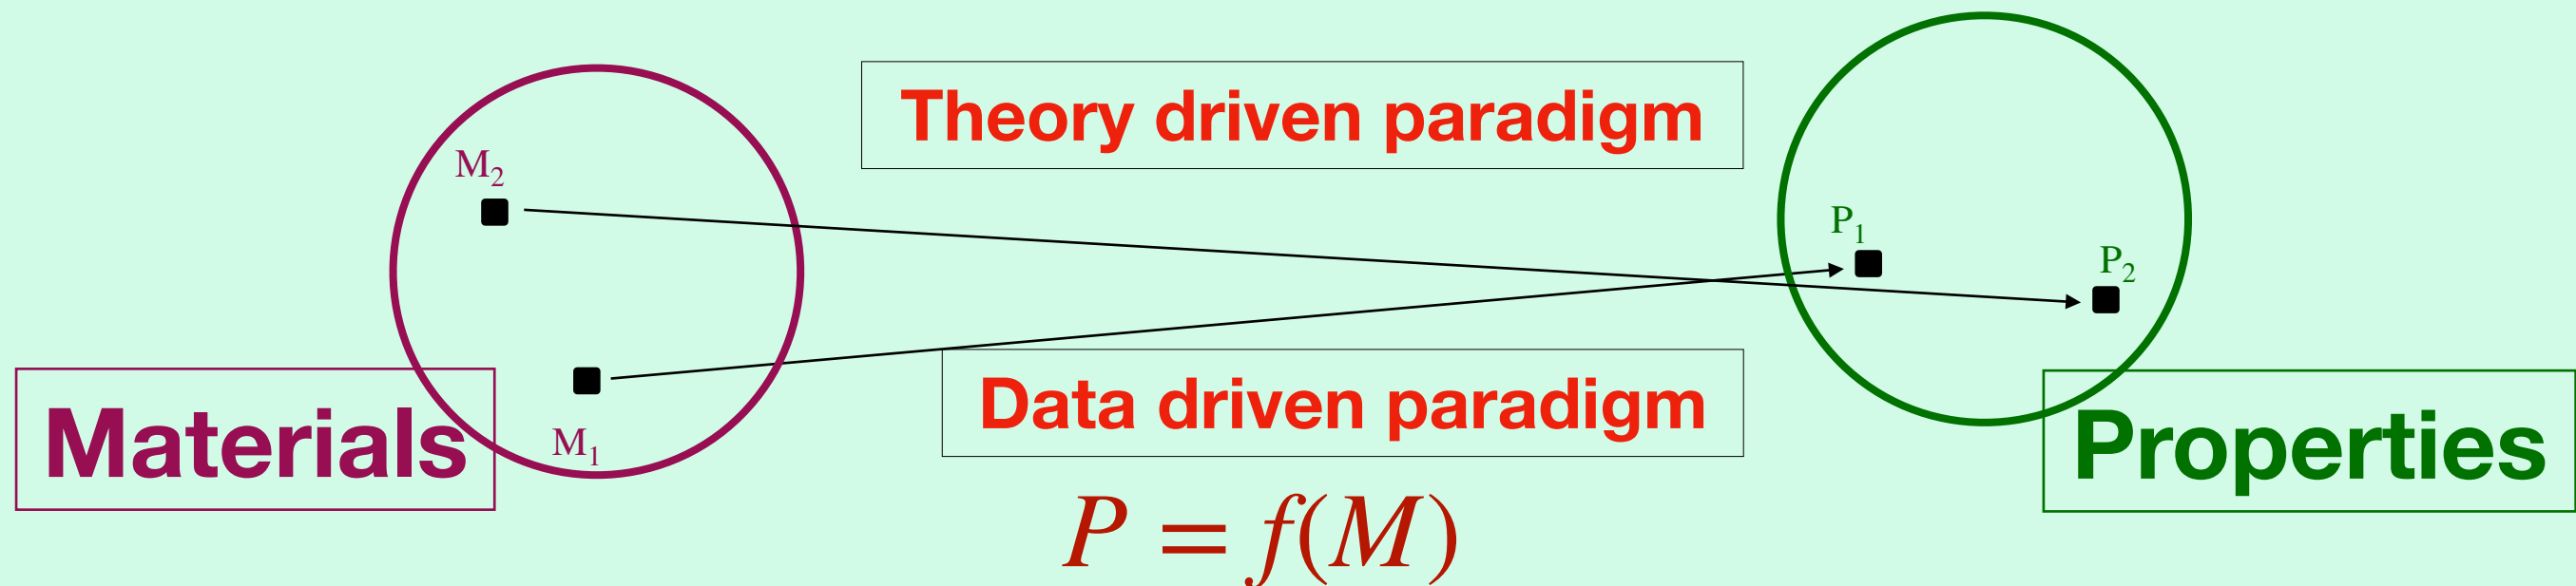 Theory driven paradigm
M₂
P₁
P₂
Data driven paradigm
Materials
M₁
Properties
P = f(M)